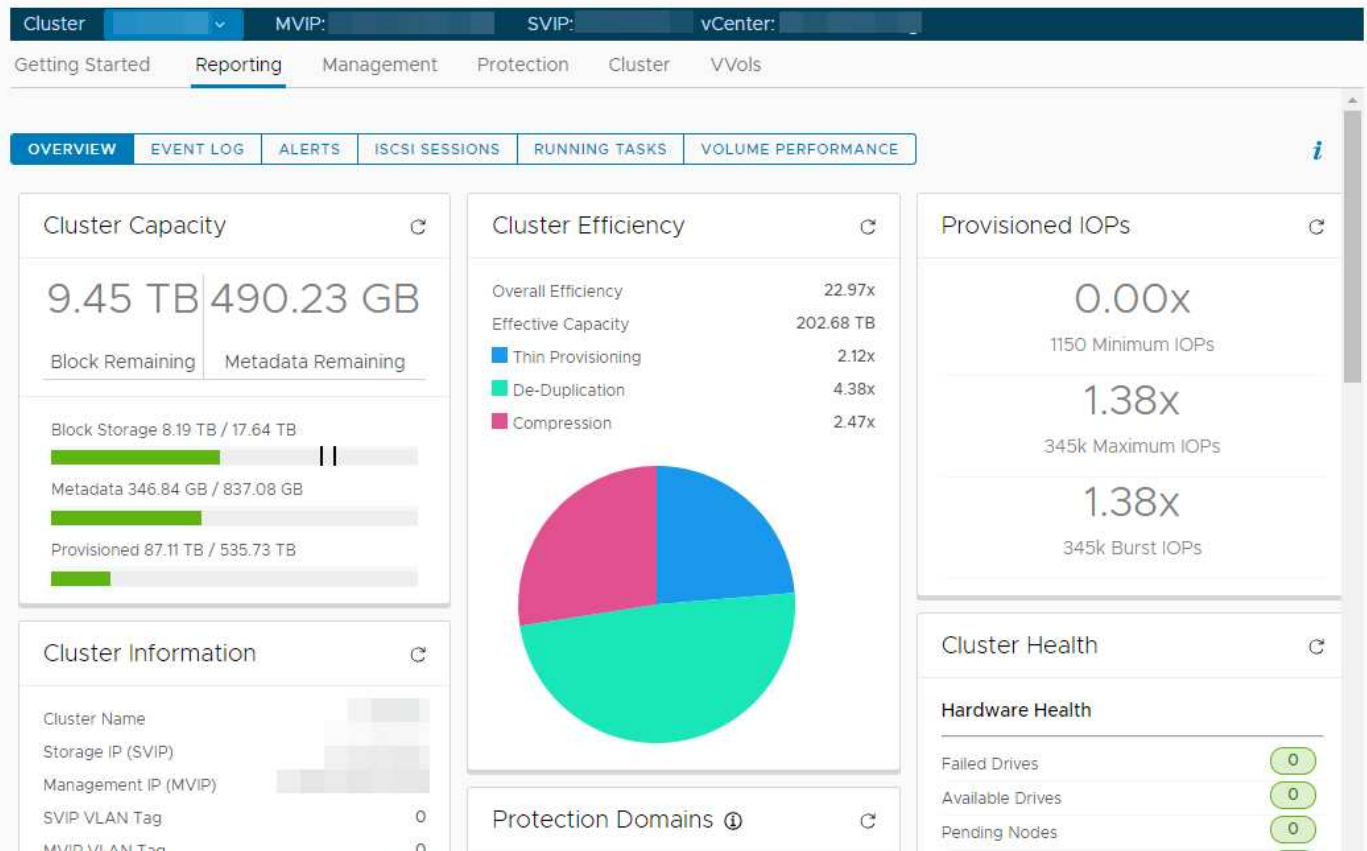 Cluster MVIP: SVIP: vCenter:
Getting Started Reporting Management Protection Cluster VVols
OVERVIEW EVENT LOG ALERTS ISCSI SESSIONS RUNNING TASKS VOLUME PERFORMANCE i
Cluster Capacity
9.45 TB 490.23 GB
Block Remaining Metadata Remaining
Block Storage 8.19 TB / 17.64 TB
Metadata 346.84 GB / 837.08 GB
Provisioned 87.11 TB / 535.73 TB
Cluster Efficiency
Overall Efficiency 22.97x
Effective Capacity 202.68 TB
Thin Provisioning 2.12x
De-Duplication 4.38x
Compression 2.47x
Provisioned IOPs
0.00x
1150 Minimum IOPs
1.38x
345k Maximum IOPs
1.38x
345k Burst IOPs
Cluster Information
Cluster Name
Storage IP (SVIP)
Management IP (MVIP)
SVIP VLAN Tag 0
MVIP VLAN Tag 0
Protection Domains
Cluster Health
Hardware Health
Failed Drives 0
Available Drives 0
Pending Nodes 0